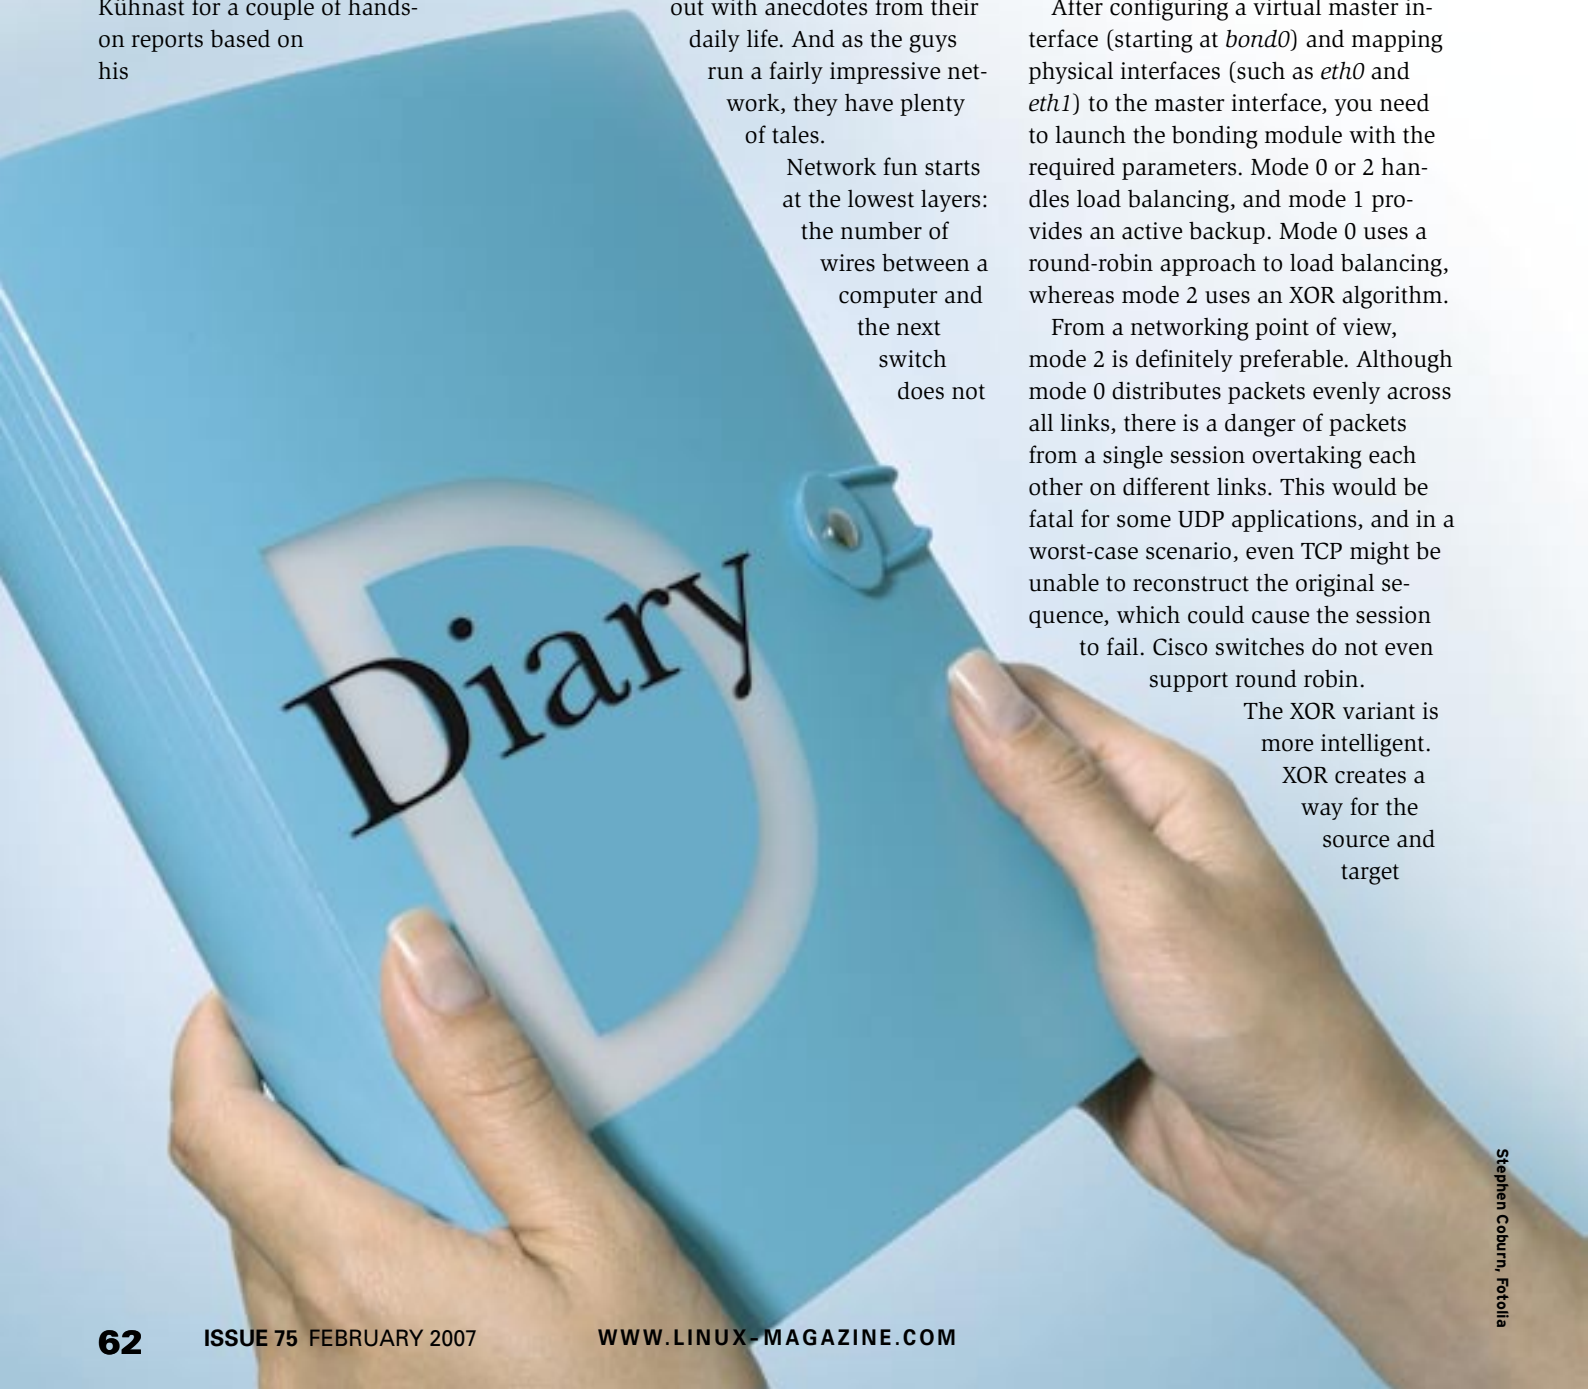 Kühnast for a couple of hands-
on reports based on
his
out with anecdotes from their
daily life. And as the guys
run a fairly impressive net-
work, they have plenty
of tales.
Network fun starts
at the lowest layers:
the number of
wires between a
computer and
the next
switch
does not
After configuring a virtual master in-
terface (starting at bond0) and mapping
physical interfaces (such as eth0 and
eth1) to the master interface, you need
to launch the bonding module with the
required parameters. Mode 0 or 2 han-
dles load balancing, and mode 1 pro-
vides an active backup. Mode 0 uses a
round-robin approach to load balancing,
whereas mode 2 uses an XOR algorithm.
From a networking point of view,
mode 2 is definitely preferable. Although
mode 0 distributes packets evenly across
all links, there is a danger of packets
from a single session overtaking each
other on different links. This would be
fatal for some UDP applications, and in a
worst-case scenario, even TCP might be
unable to reconstruct the original se-
quence, which could cause the session
to fail. Cisco switches do not even
support round robin.
The XOR variant is
more intelligent.
XOR creates a
way for the
source and
target
Diary
D
Stephen Coburn, Fotolia
62 ISSUE 75 FEBRUARY 2007 WWW.LINUX-MAGAZINE.COM